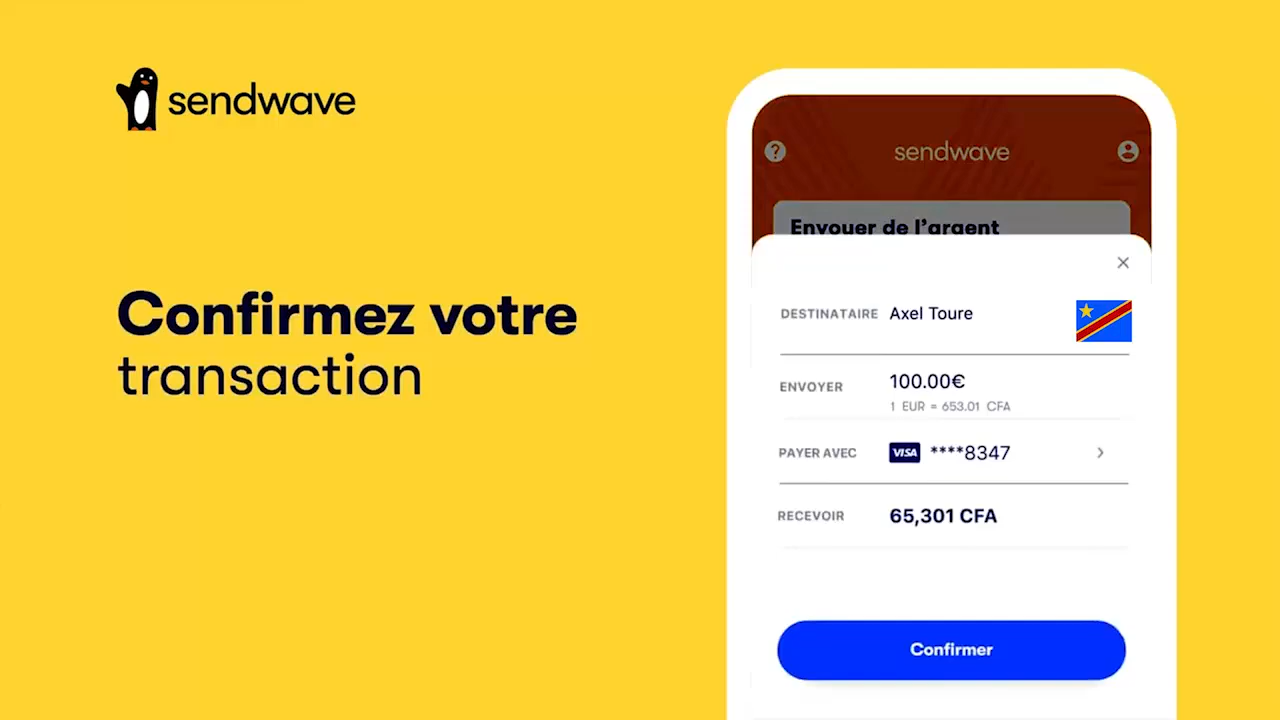 sendwave
Confirmez votre
transaction
sendwave
Envoyer de l'argent
DESTINATAIRE Axel Toure
ENVOYER 100.00€
1 EUR = 653.01 CFA
PAYER AVEC VISA ****8347
RECEVOIR 65,301 CFA
Confirmer